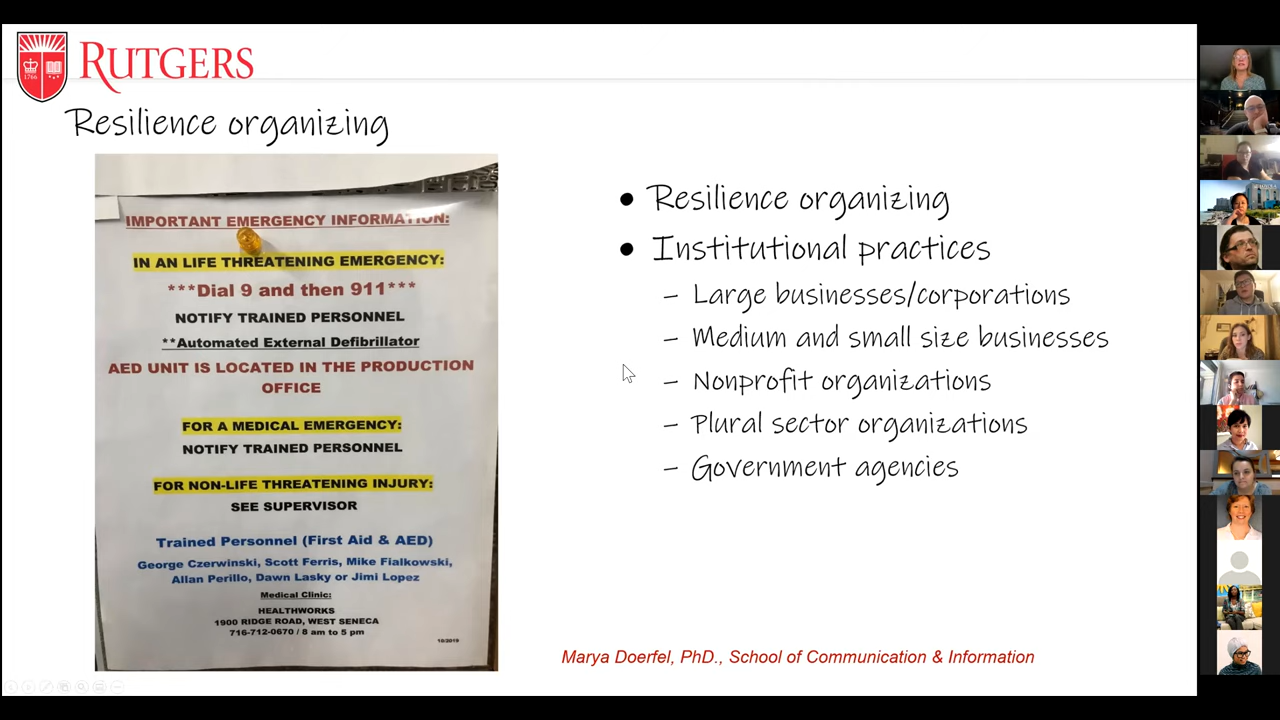 RUTGERS
1766
Resilience organizing
IMPORTANT EMERGENCY INFORMATION:
IN AN LIFE THREATENING EMERGENCY:
***Dial 9 and then 911***
NOTIFY TRAINED PERSONNEL
**Automated External Defibrillator
AED UNIT IS LOCATED IN THE PRODUCTION
OFFICE
FOR A MEDICAL EMERGENCY:
NOTIFY TRAINED PERSONNEL
FOR NON-LIFE THREATENING INJURY:
SEE SUPERVISOR
Trained Personnel (First Aid & AED)
George Czerwinski, Scott Ferris, Mike Fialkowski,
Allan Perillo, Dawn Lasky or Jimi Lopez
Medical Clinic:
HEALTHWORKS
1900 RIDGE ROAD, WEST SENECA
716-712-0670 / 8 am to 5 pm
10/2019
• Resilience organizing
• Institutional practices
– Large businesses/corporations
– Medium and small size businesses
– Nonprofit organizations
– Plural sector organizations
– Government agencies
Marya Doerfel, PhD., School of Communication & Information